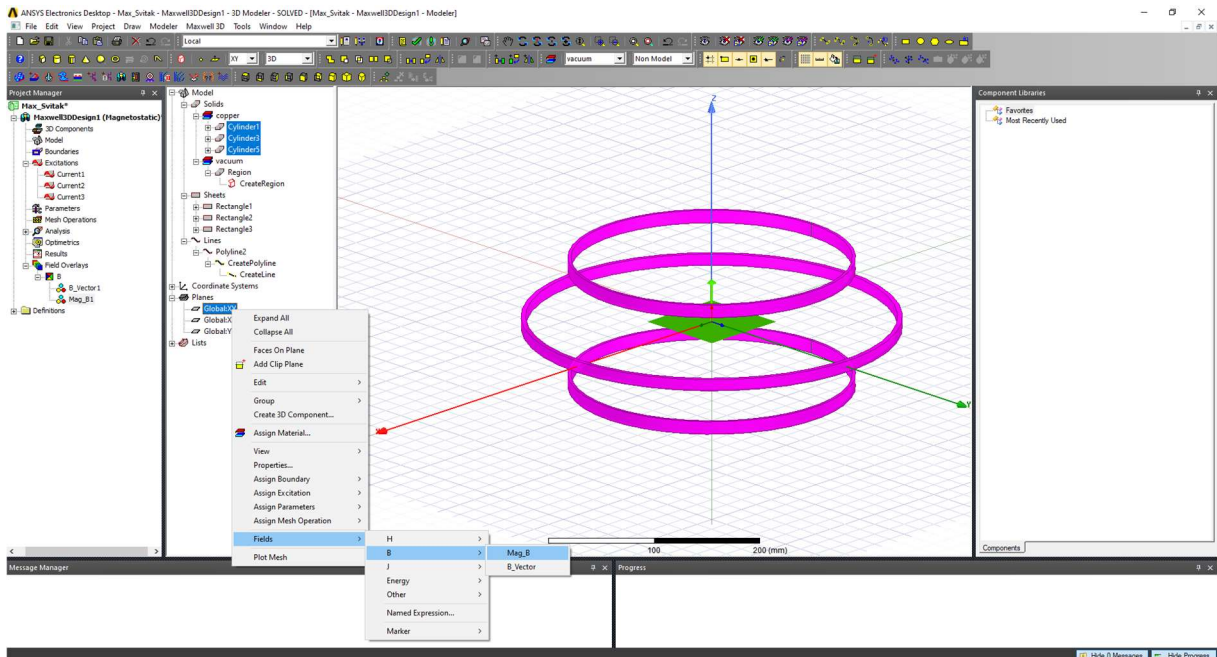 ANSYS Electronics Desktop - Max_Svitak - Maxwell3DDesign1 - 3D Modeler - SOLVED - [Max_Svitak - Maxwell3DDesign1 - Modeler]
File Edit View Project Draw Modeler Maxwell 3D Tools Window Help
Local
XY 3D vacuum Non Model
Project Manager
Max_Svitak*
Maxwell3DDesign1 (Magnetostatic)*
3D Components
Model
Boundaries
Excitations
Current1
Current2
Current3
Parameters
Mesh Operations
Analysis
Optimetrics
Results
Field Overlays
B
B_Vector1
Mag_B1
Definitions
Model
Solids
copper
Cylinder1
Cylinder3
Cylinder5
vacuum
Region
CreateRegion
Sheets
Rectangle1
Rectangle2
Rectangle3
Lines
Polyline2
CreatePolyline
CreateLine
Coordinate Systems
Planes
Global:XY
Global:X
Global:Y
Lists
Expand All
Collapse All
Faces On Plane
Add Clip Plane
Edit
Group
Create 3D Component...
Assign Material...
View
Properties...
Assign Boundary
Assign Excitation
Assign Parameters
Assign Mesh Operation
Fields
Plot Mesh
H
B
J
Energy
Other
Named Expression...
Marker
Mag_B
B_Vector
Z
Y
100 200 (mm)
Component Libraries
Favorites
Most Recently Used
Components
Message Manager
Progress
Hide 0 Messages Hide Progress